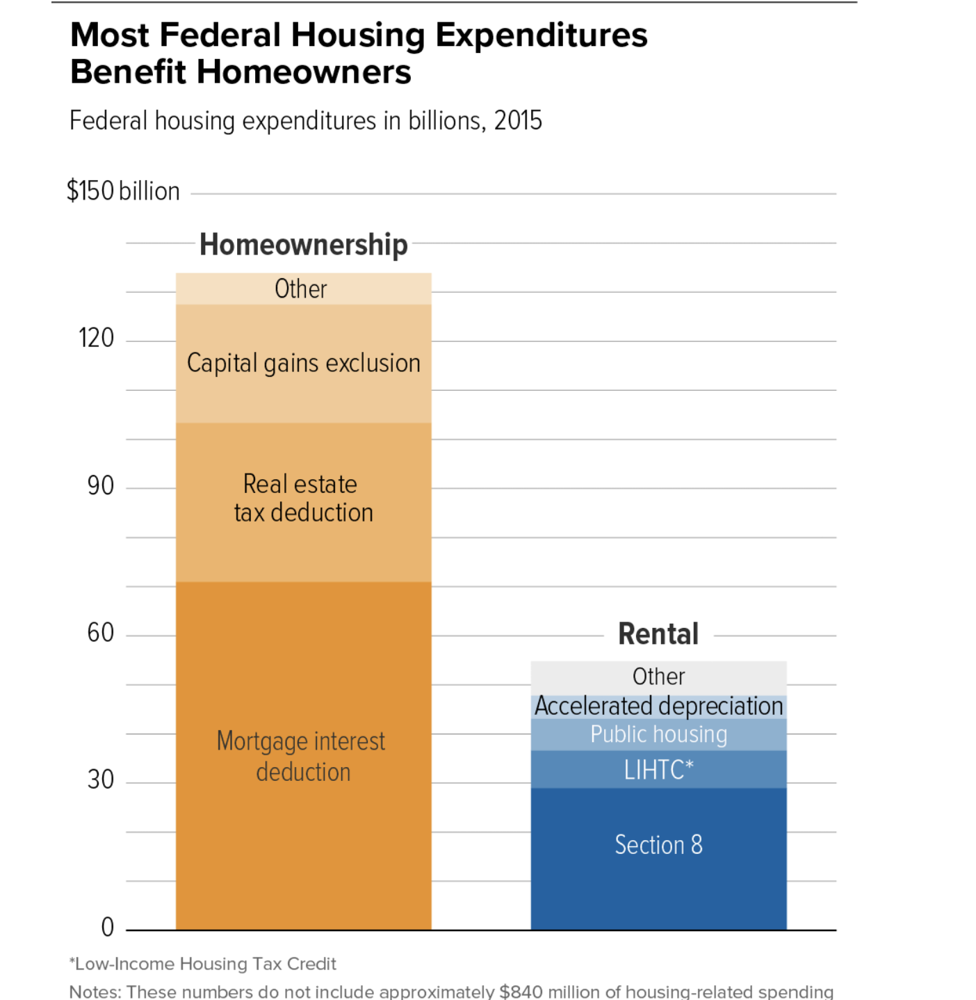 Most Federal Housing Expenditures
Benefit Homeowners
Federal housing expenditures in billions, 2015
$150 billion
Homeownership
Other
120
Capital gains exclusion
90
Real estate
tax deduction
60
Rental
Other
Accelerated depreciation
Public housing
Mortgage interest
deduction
LIHTC*
30
Section 8
0
*Low-Income Housing Tax Credit
Notes: These numbers do not include approximately $840 million of housing-related spending